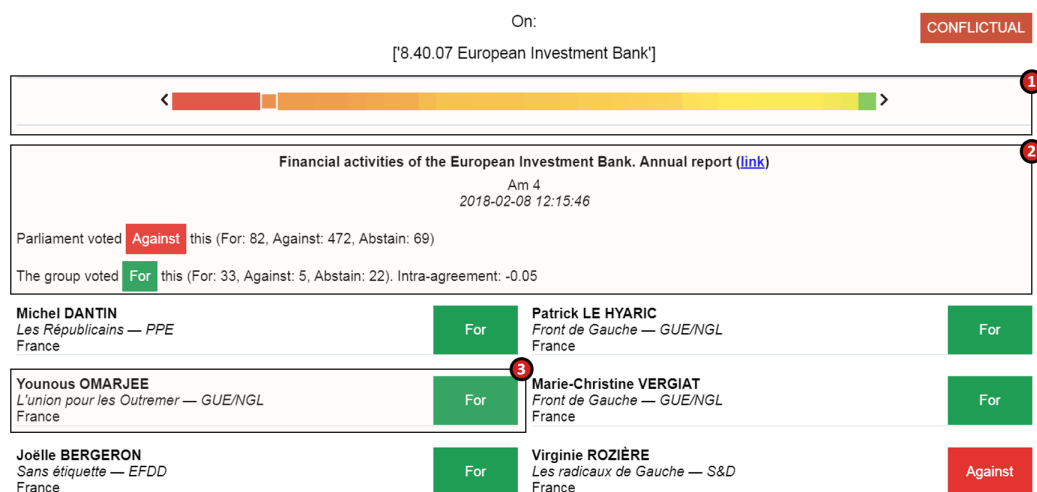 On:
CONFLICTUAL
['8.40.07 European Investment Bank']
1
2
Financial activities of the European Investment Bank. Annual report (link)
Am 4
2018-02-08 12:15:46
Parliament voted Against this (For: 82, Against: 472, Abstain: 69)
The group voted For this (For: 33, Against: 5, Abstain: 22). Intra-agreement: -0.05
Michel DANTIN
Les Républicains — PPE
France
For
Patrick LE HYARIC
Front de Gauche — GUE/NGL
France
For
3
Younous OMARJEE
L'union pour les Outremer — GUE/NGL
France
For
Marie-Christine VERGIAT
Front de Gauche — GUE/NGL
France
For
Joëlle BERGERON
Sans étiquette — EFDD
France
For
Virginie ROZIÈRE
Les radicaux de Gauche — S&D
France
Against